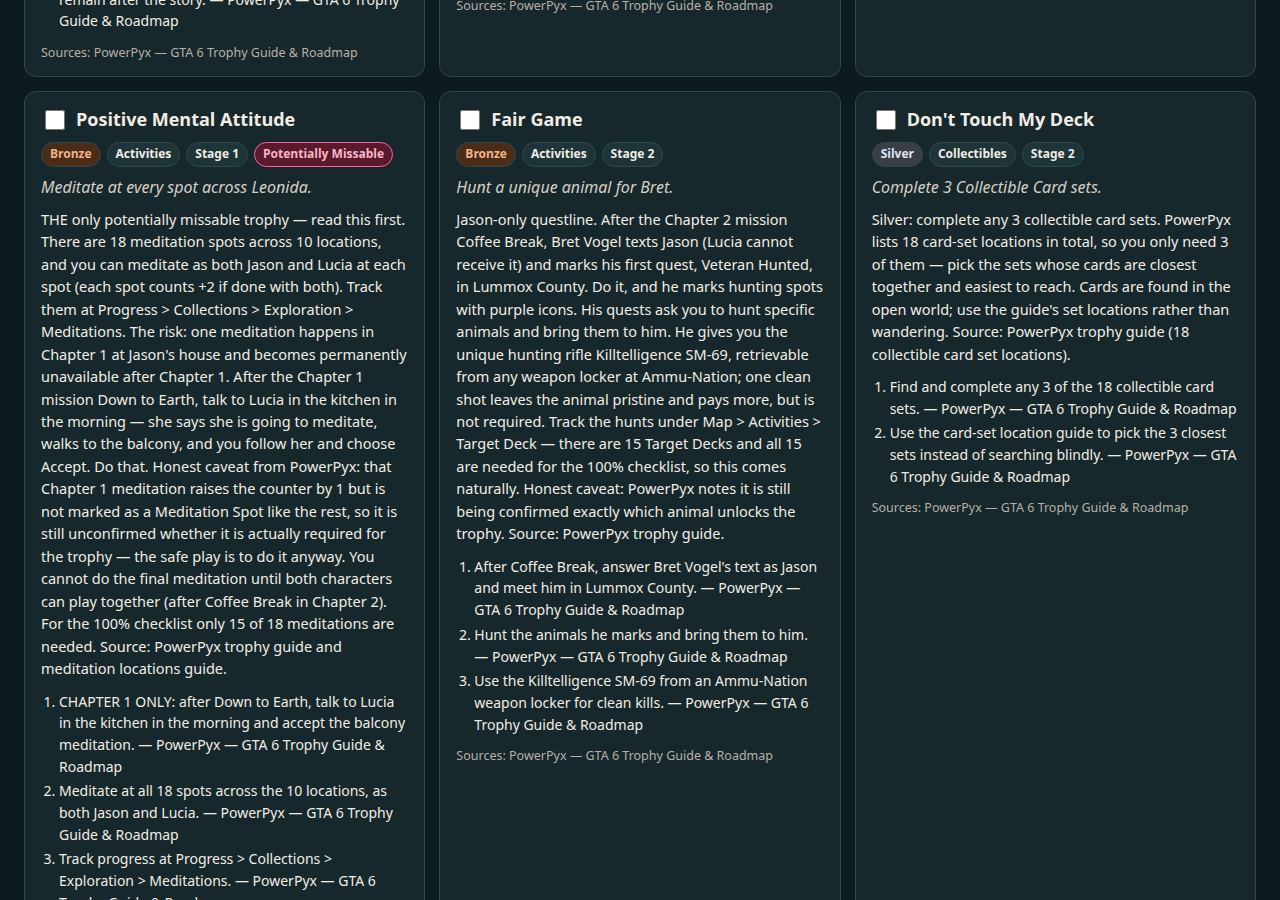 remain after the story. — PowerPyx — GTA 6 Trophy
Guide & Roadmap
Sources: PowerPyx — GTA 6 Trophy Guide & Roadmap
Sources: PowerPyx — GTA 6 Trophy Guide & Roadmap
Positive Mental Attitude
Bronze Activities Stage 1 Potentially Missable
Meditate at every spot across Leonida.
THE only potentially missable trophy — read this first.
There are 18 meditation spots across 10 locations,
and you can meditate as both Jason and Lucia at each
spot (each spot counts +2 if done with both). Track
them at Progress > Collections > Exploration >
Meditations. The risk: one meditation happens in
Chapter 1 at Jason's house and becomes permanently
unavailable after Chapter 1. After the Chapter 1
mission Down to Earth, talk to Lucia in the kitchen in
the morning — she says she is going to meditate,
walks to the balcony, and you follow her and choose
Accept. Do that. Honest caveat from PowerPyx: that
Chapter 1 meditation raises the counter by 1 but is
not marked as a Meditation Spot like the rest, so it is
still unconfirmed whether it is actually required for
the trophy — the safe play is to do it anyway. You
cannot do the final meditation until both characters
can play together (after Coffee Break in Chapter 2).
For the 100% checklist only 15 of 18 meditations are
needed. Source: PowerPyx trophy guide and
meditation locations guide.
1. CHAPTER 1 ONLY: after Down to Earth, talk to Lucia
in the kitchen in the morning and accept the balcony
meditation. — PowerPyx — GTA 6 Trophy Guide &
Roadmap
2. Meditate at all 18 spots across the 10 locations, as
both Jason and Lucia. — PowerPyx — GTA 6 Trophy
Guide & Roadmap
3. Track progress at Progress > Collections >
Exploration > Meditations. — PowerPyx — GTA 6
Fair Game
Bronze Activities Stage 2
Hunt a unique animal for Bret.
Jason-only questline. After the Chapter 2 mission
Coffee Break, Bret Vogel texts Jason (Lucia cannot
receive it) and marks his first quest, Veteran Hunted,
in Lummox County. Do it, and he marks hunting spots
with purple icons. His quests ask you to hunt specific
animals and bring them to him. He gives you the
unique hunting rifle Killtelligence SM-69, retrievable
from any weapon locker at Ammu-Nation; one clean
shot leaves the animal pristine and pays more, but is
not required. Track the hunts under Map > Activities >
Target Deck — there are 15 Target Decks and all 15
are needed for the 100% checklist, so this comes
naturally. Honest caveat: PowerPyx notes it is still
being confirmed exactly which animal unlocks the
trophy. Source: PowerPyx trophy guide.
1. After Coffee Break, answer Bret Vogel's text as Jason
and meet him in Lummox County. — PowerPyx —
GTA 6 Trophy Guide & Roadmap
2. Hunt the animals he marks and bring them to him.
— PowerPyx — GTA 6 Trophy Guide & Roadmap
3. Use the Killtelligence SM-69 from an Ammu-Nation
weapon locker for clean kills. — PowerPyx — GTA 6
Trophy Guide & Roadmap
Sources: PowerPyx — GTA 6 Trophy Guide & Roadmap
Don't Touch My Deck
Silver Collectibles Stage 2
Complete 3 Collectible Card sets.
Silver: complete any 3 collectible card sets. PowerPyx
lists 18 card-set locations in total, so you only need 3
of them — pick the sets whose cards are closest
together and easiest to reach. Cards are found in the
open world; use the guide's set locations rather than
wandering. Source: PowerPyx trophy guide (18
collectible card set locations).
1. Find and complete any 3 of the 18 collectible card
sets. — PowerPyx — GTA 6 Trophy Guide & Roadmap
2. Use the card-set location guide to pick the 3 closest
sets instead of searching blindly. — PowerPyx — GTA
6 Trophy Guide & Roadmap
Sources: PowerPyx — GTA 6 Trophy Guide & Roadmap